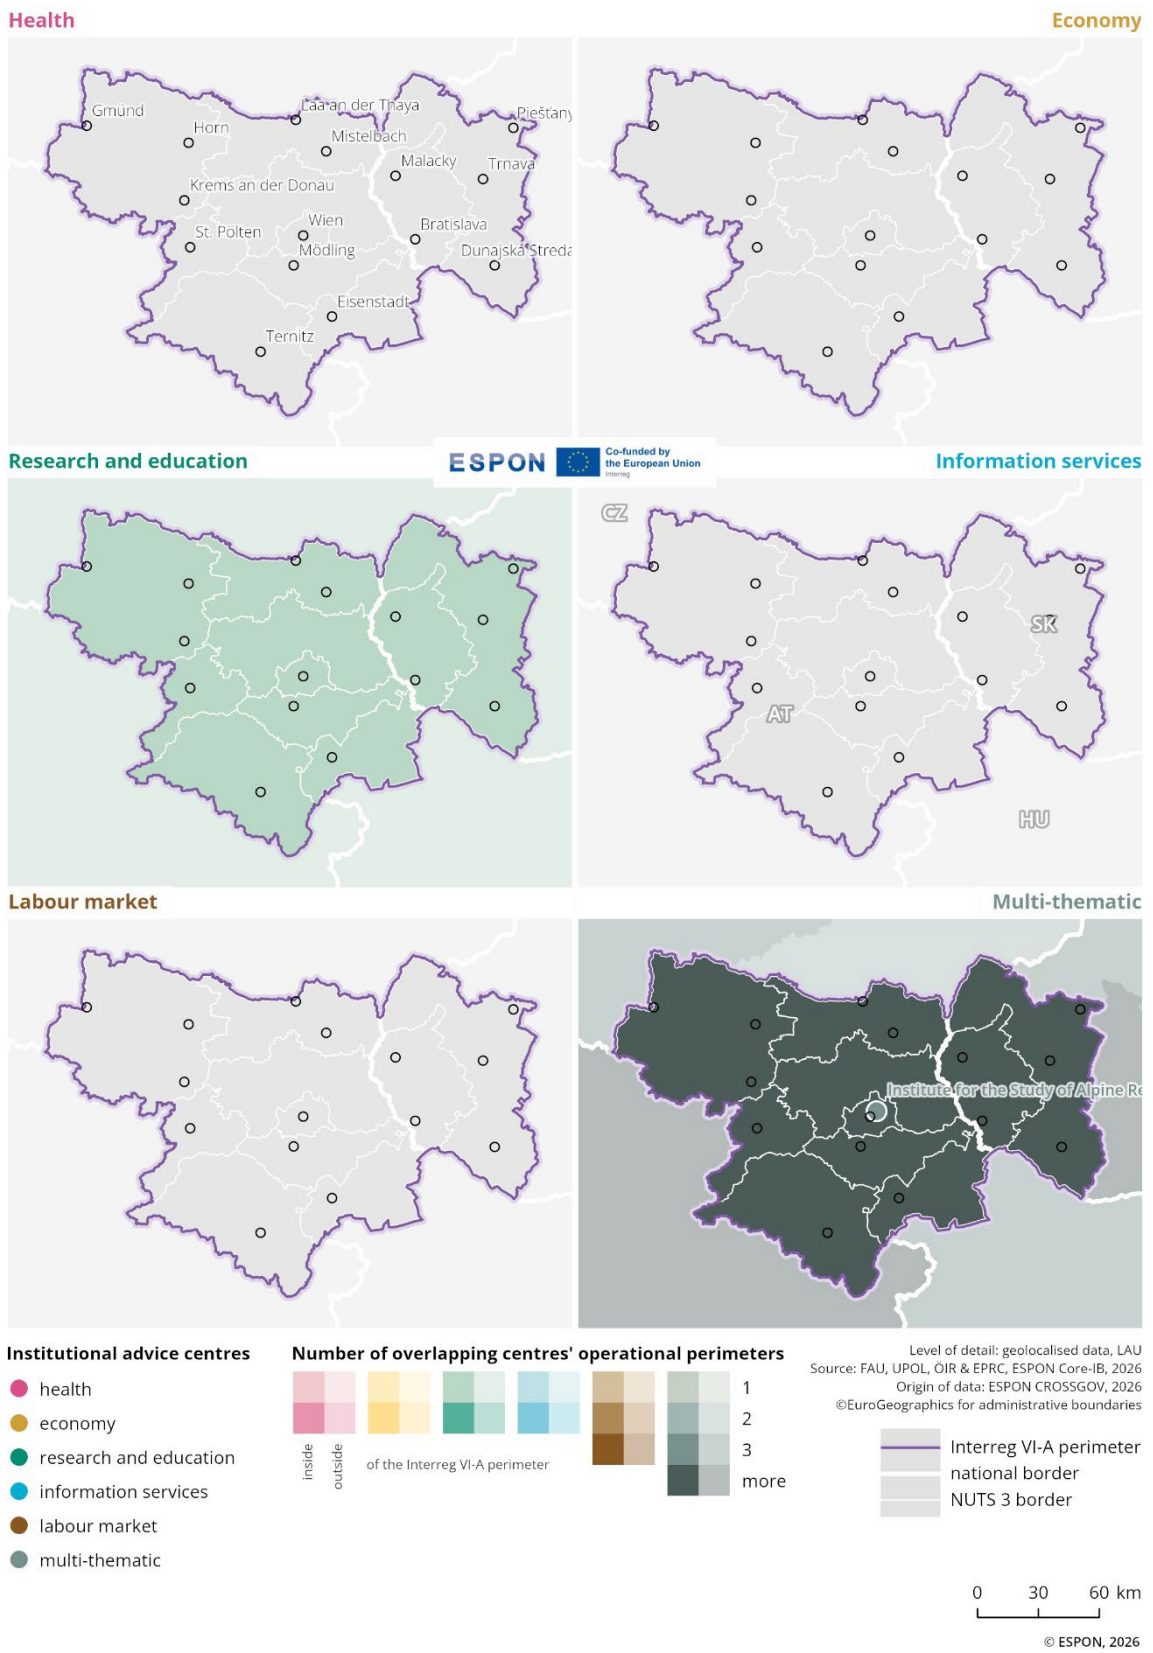 Health
Economy
Gmünd
Laa an der Thaya
Piešťany
Horn
Mistelbach
Malacky
Trnava
Krems an der Donau
Wien
Bratislava
St. Pölten
Mödling
Dunajská Streda
Eisenstadt
Ternitz
Research and education
ESPON
Co-funded by
the European Union
Interreg
Information services
CZ
SK
AT
HU
Labour market
Multi-thematic
Institute for the Study of Alpine Re
Institutional advice centres
health
economy
research and education
information services
labour market
multi-thematic
Number of overlapping centres' operational perimeters
1
2
3
more
inside
outside
of the Interreg VI-A perimeter
Level of detail: geolocalised data, LAU
Source: FAU, UPOL, ÖIR & EPRC, ESPON Core-IB, 2026
Origin of data: ESPON CROSSGOV, 2026
©EuroGeographics for administrative boundaries
Interreg VI-A perimeter
national border
NUTS 3 border
0 30 60 km
© ESPON, 2026